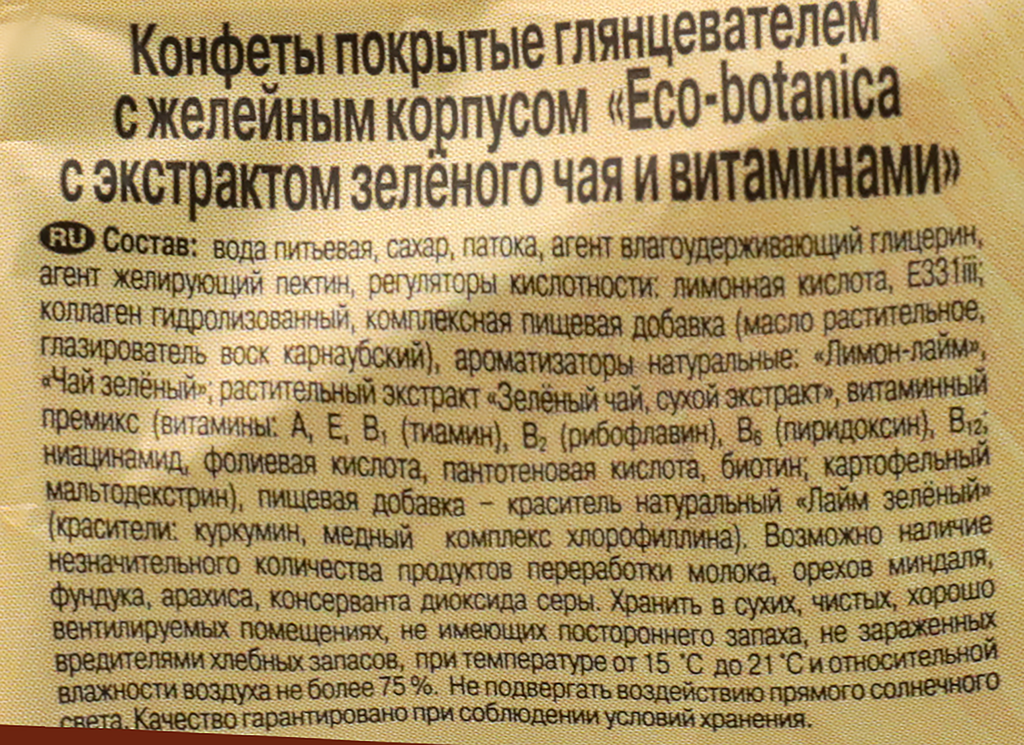 Конфеты покрытые глянцевателем
с желейным корпусом «Eco-botanica
с экстрактом зелёного чая и витаминами»
RU Состав: вода питьевая, сахар, патока, агент влагоудерживающий глицерин,
агент желирующий пектин, регуляторы кислотности: лимонная кислота, Е331iii;
коллаген гидролизованный, комплексная пищевая добавка (масло растительное,
глазирователь воск карнаубский), ароматизаторы натуральные: «Лимон-лайм»,
«Чай зелёный»; растительный экстракт «Зелёный чай, сухой экстракт», витаминный
премикс (витамины: А, Е, В₁ (тиамин), В₂ (рибофлавин), В₆ (пиридоксин), В₁₂;
ниацинамид, фолиевая кислота, пантотеновая кислота, биотин; картофельный
мальтодекстрин), пищевая добавка – краситель натуральный «Лайм зелёный»
(красители: куркумин, медный комплекс хлорофиллина). Возможно наличие
незначительного количества продуктов переработки молока, орехов миндаля,
фундука, арахиса, консерванта диоксида серы. Хранить в сухих, чистых, хорошо
вентилируемых помещениях, не имеющих постороннего запаха, не зараженных
вредителями хлебных запасов, при температуре от 15 °С до 21 °С и относительной
влажности воздуха не более 75 %. Не подвергать воздействию прямого солнечного
света. Качество гарантировано при соблюдении условий хранения.